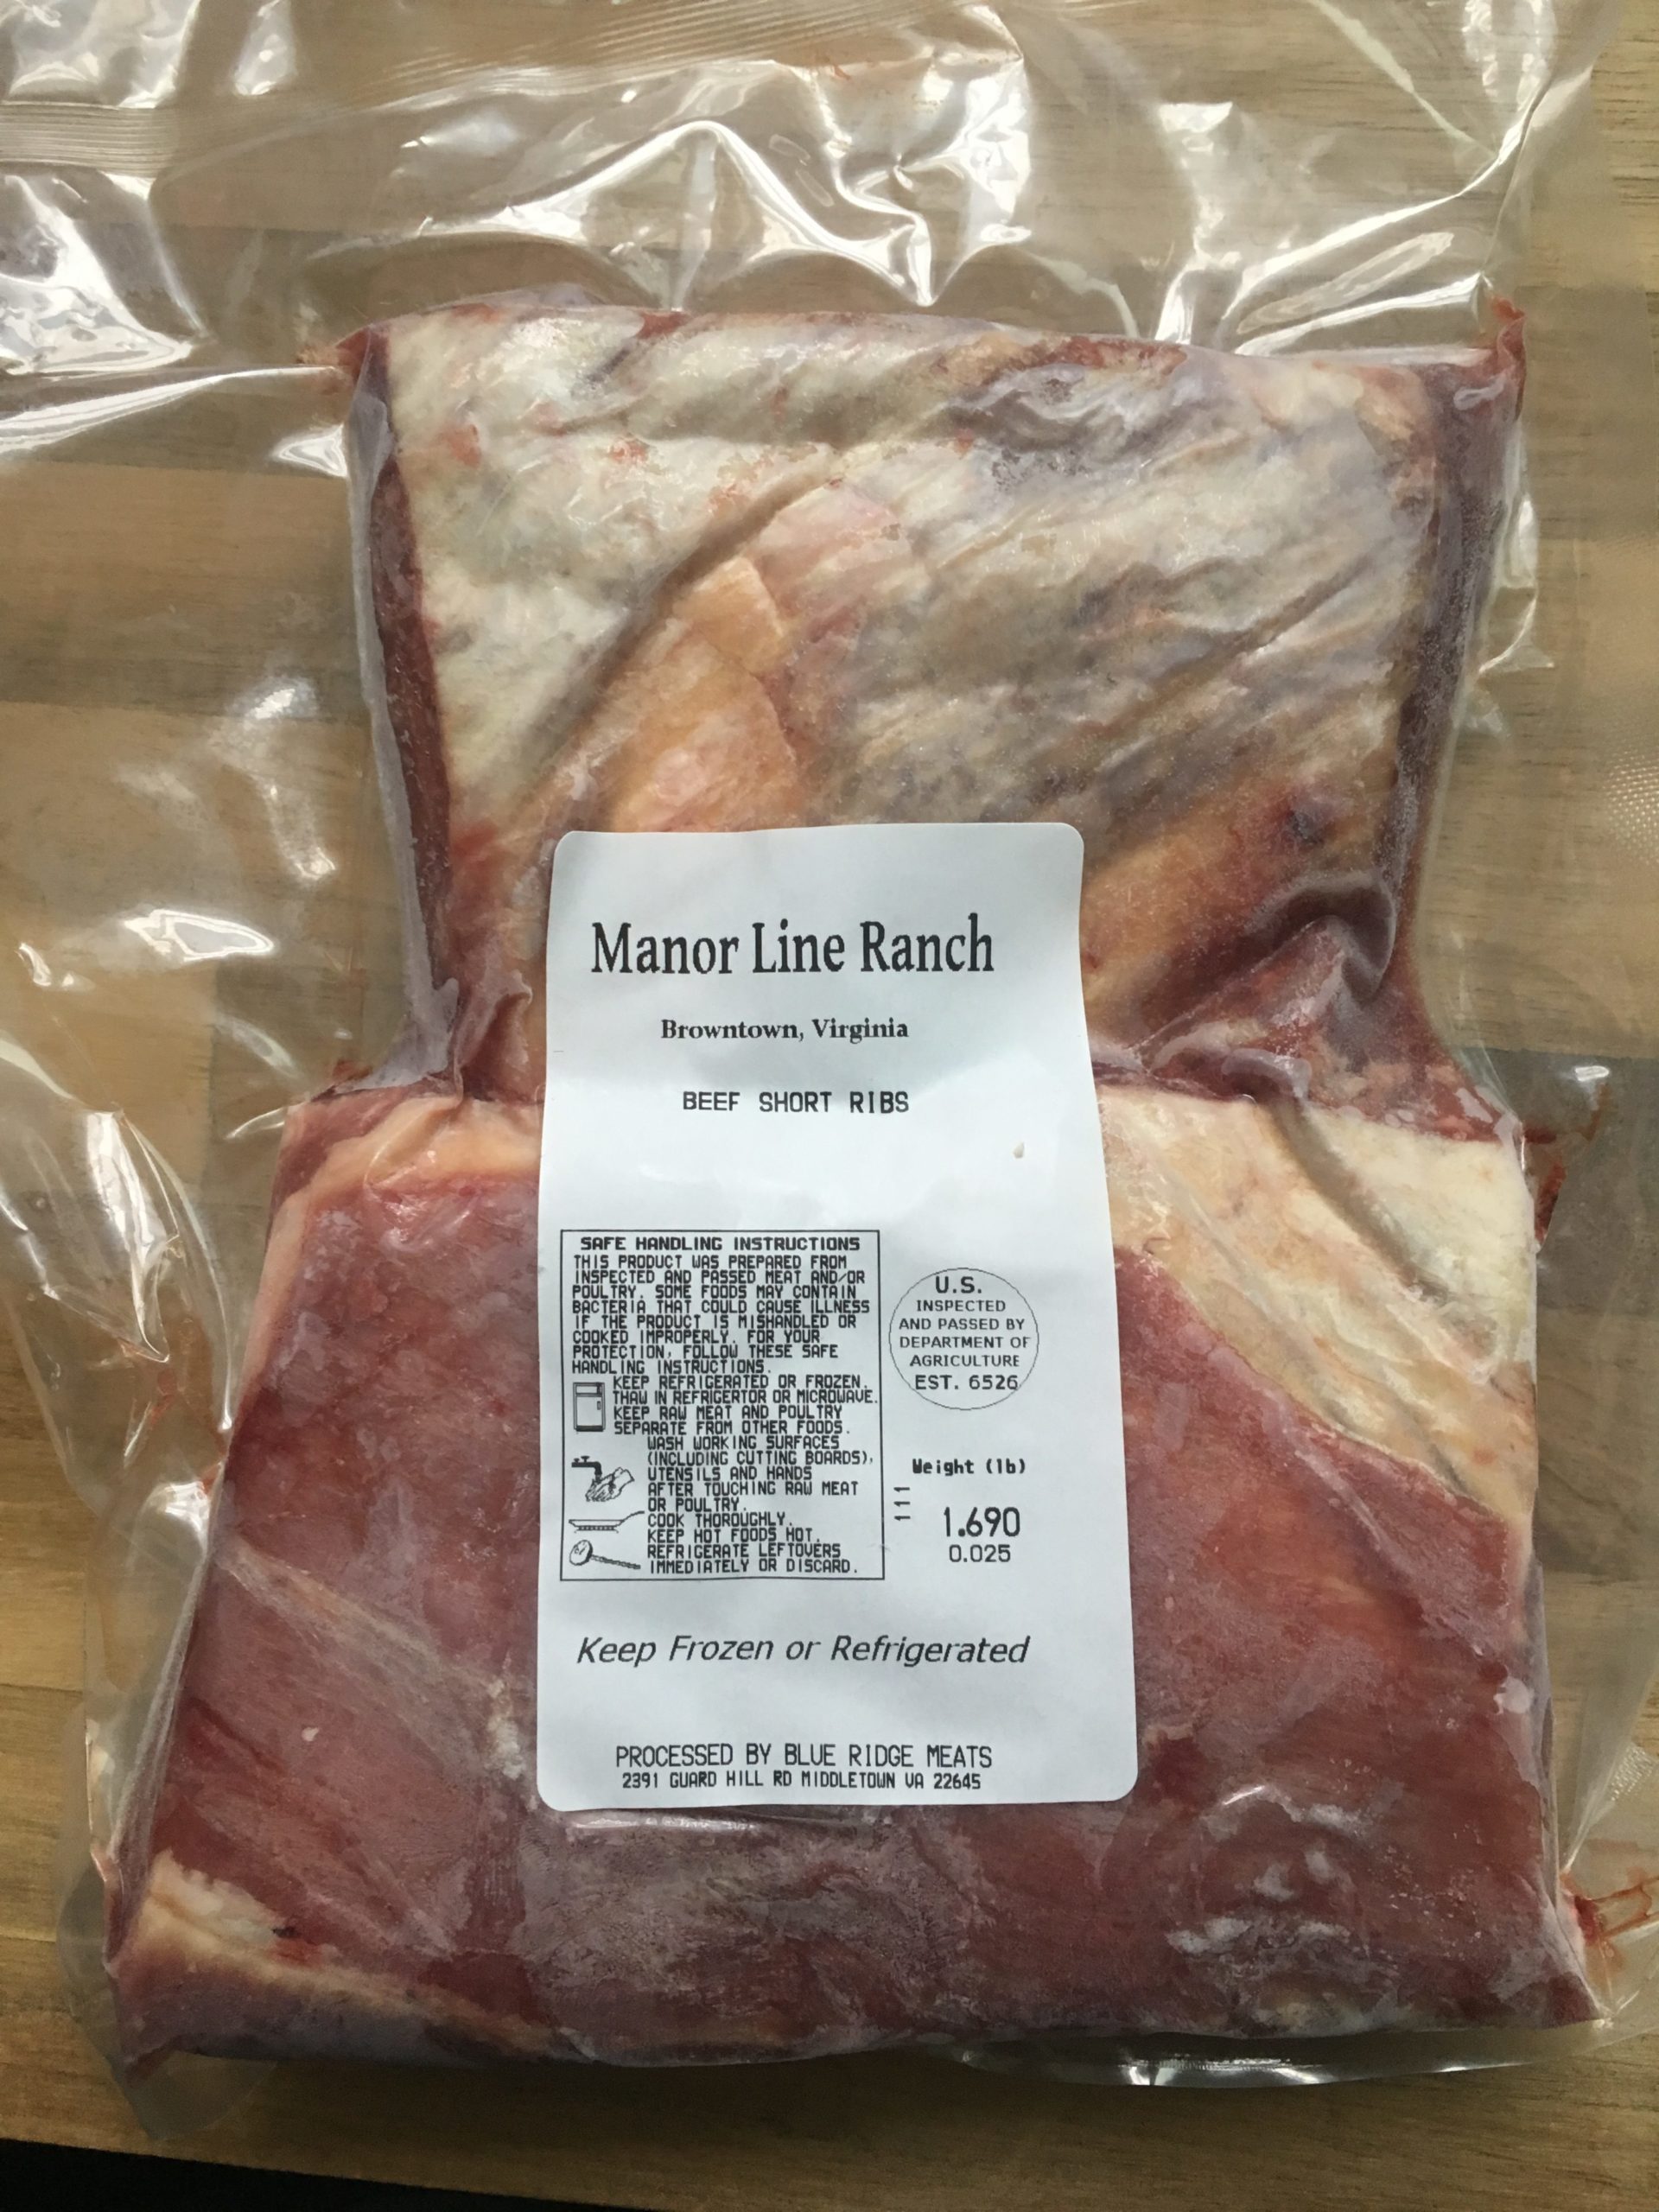 Manor Line Ranch
Browntown, Virginia
BEEF SHORT RIBS
SAFE HANDLING INSTRUCTIONS
THIS PRODUCT WAS PREPARED FROM
INSPECTED AND PASSED MEAT AND/OR
POULTRY. SOME FOODS MAY CONTAIN
BACTERIA THAT COULD CAUSE ILLNESS
IF THE PRODUCT IS MISHANDLED OR
COOKED IMPROPERLY. FOR YOUR
PROTECTION, FOLLOW THESE SAFE
HANDLING INSTRUCTIONS.
KEEP REFRIGERATED OR FROZEN.
THAW IN REFRIGERTOR OR MICROWAVE.
KEEP RAW MEAT AND POULTRY
SEPARATE FROM OTHER FOODS.
WASH WORKING SURFACES
(INCLUDING CUTTING BOARDS),
UTENSILS AND HANDS
AFTER TOUCHING RAW MEAT
OR POULTRY.
COOK THOROUGHLY.
KEEP HOT FOODS HOT.
REFRIGERATE LEFTOVERS
IMMEDIATELY OR DISCARD.
U.S.
INSPECTED
AND PASSED BY
DEPARTMENT OF
AGRICULTURE
EST. 6526
Weight (lb)
111
1.690
0.025
Keep Frozen or Refrigerated
PROCESSED BY BLUE RIDGE MEATS
2391 GUARD HILL RD MIDDLETOWN VA 22645